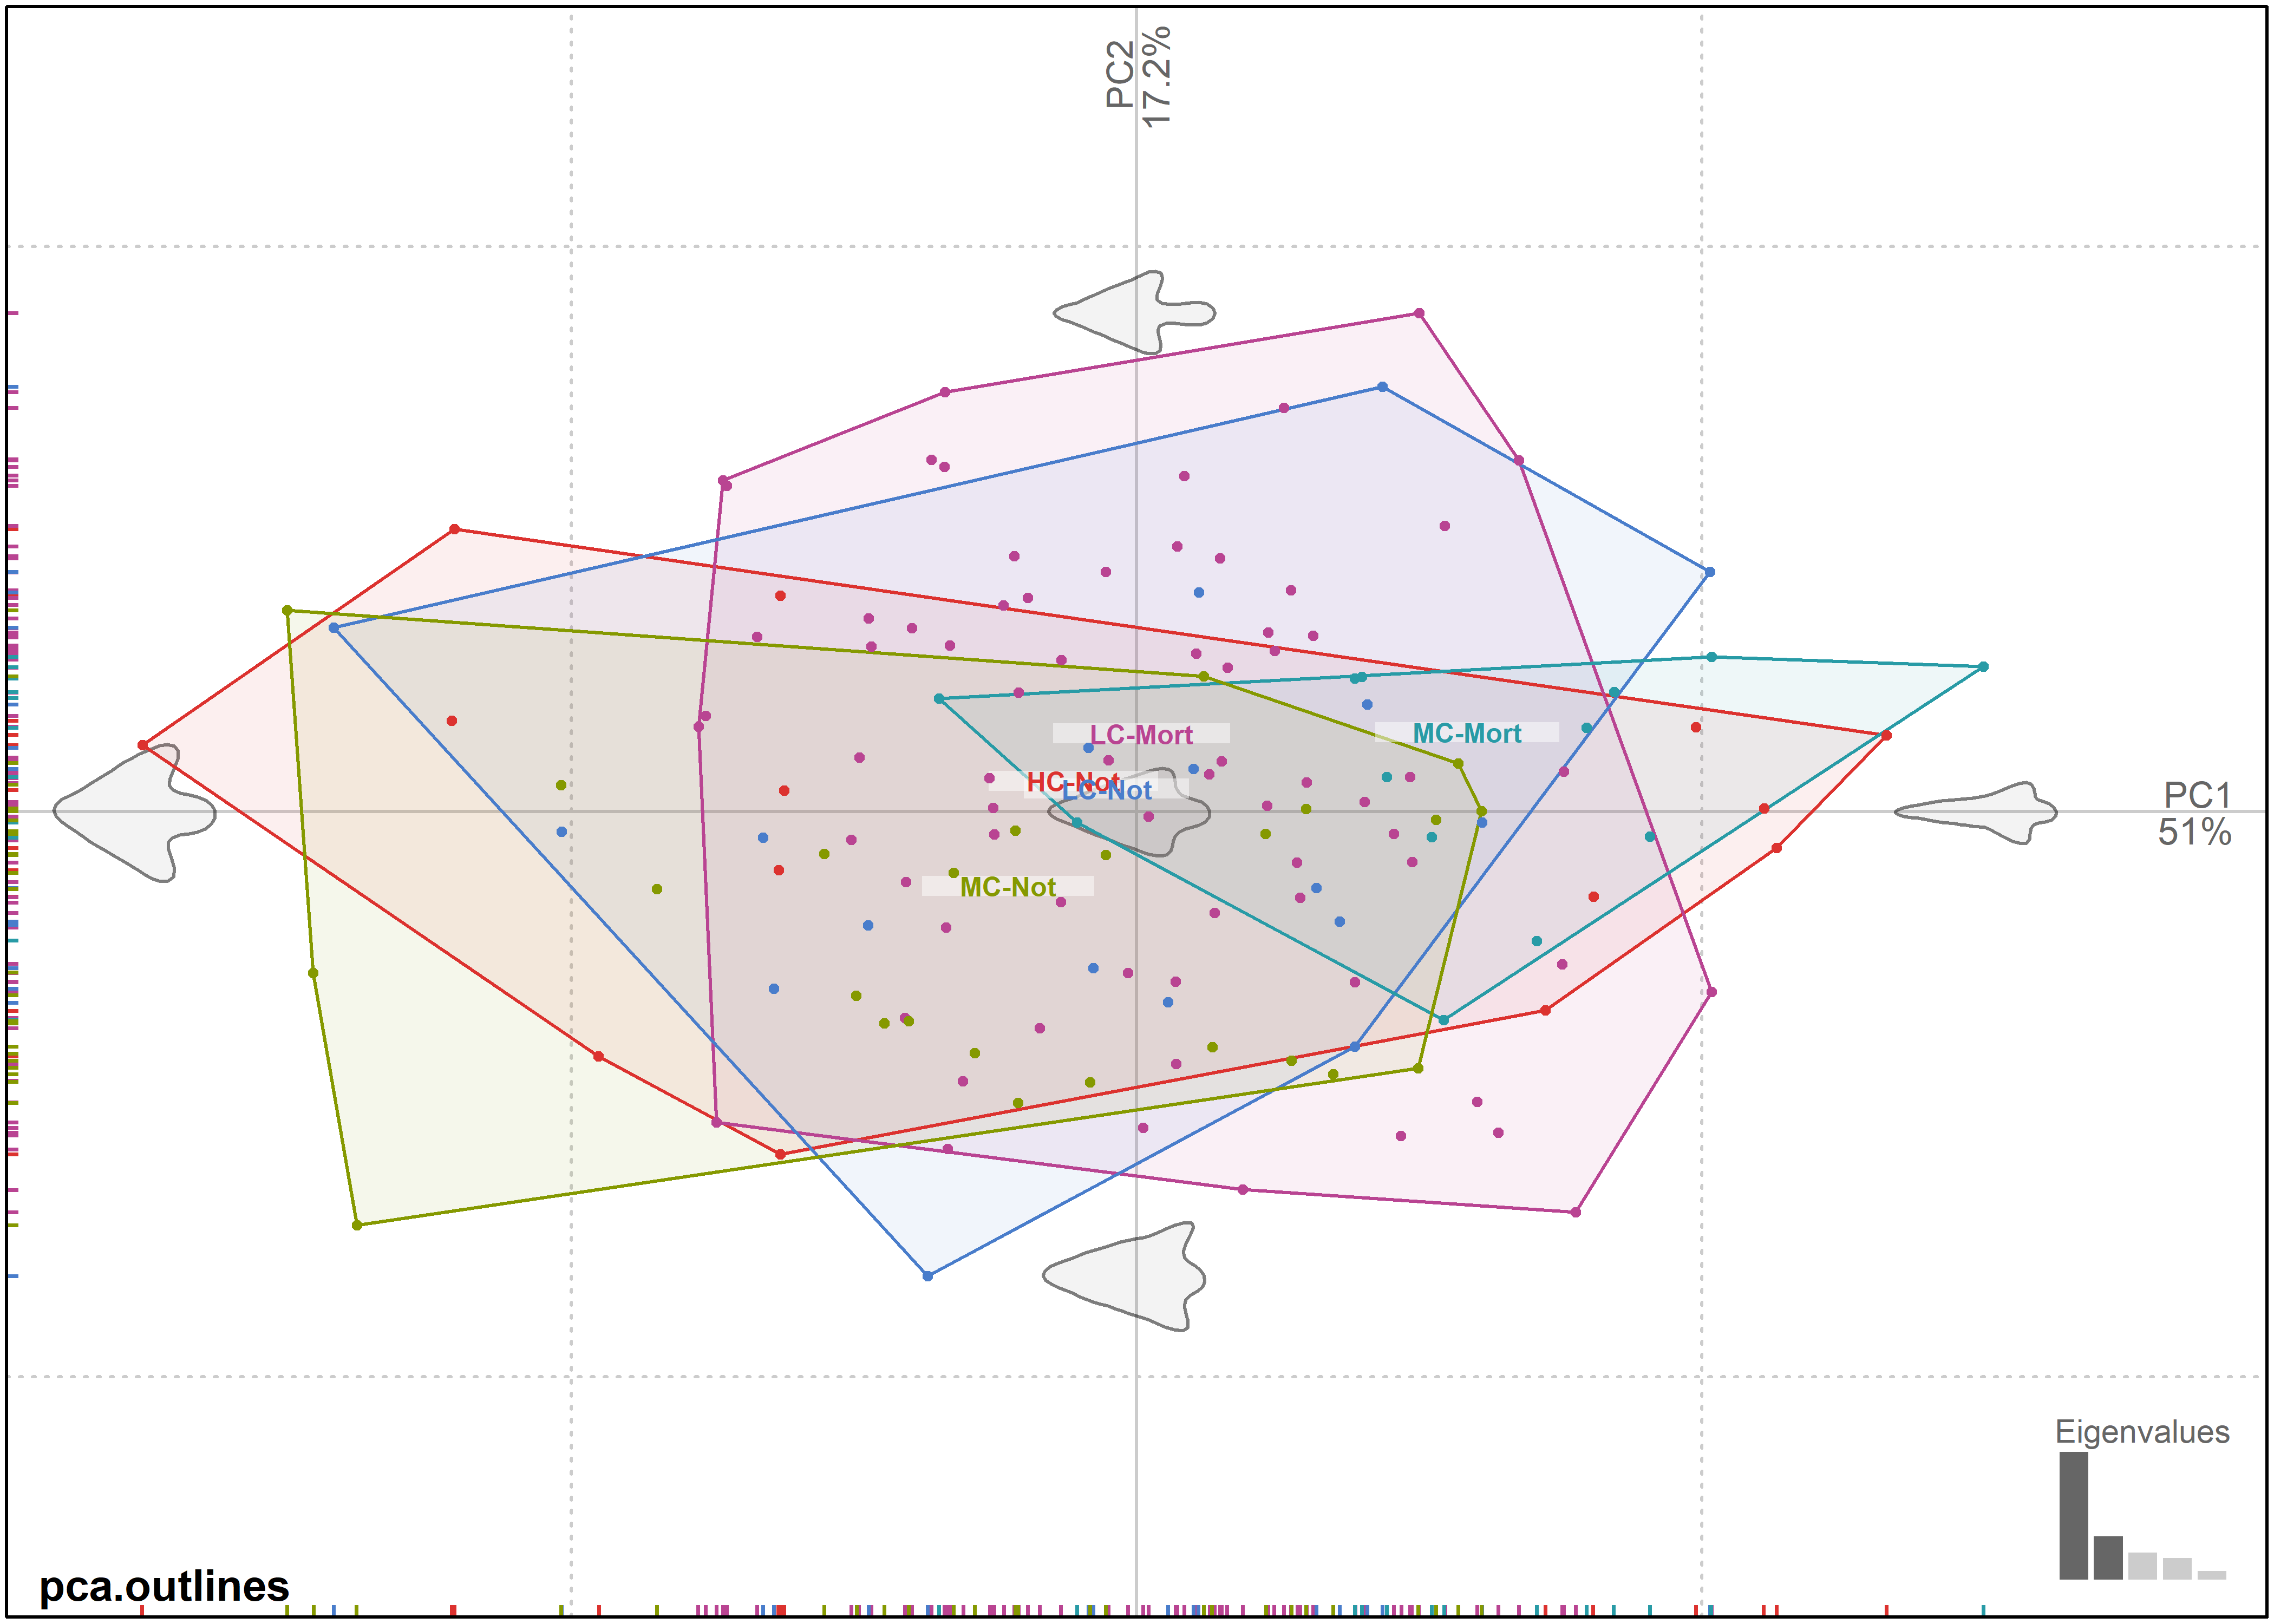 PC2
17.2%
LC-Mort
MC-Mort
HC-Not
LC-Not
PC1
51%
MC-Not
Eigenvalues
pca.outlines